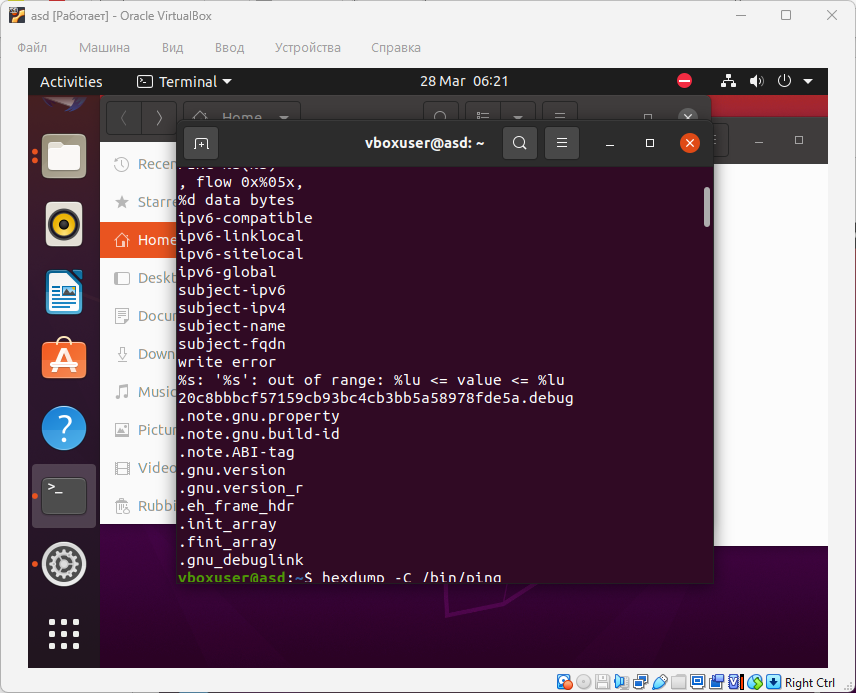 asd [Работает] - Oracle VirtualBox
Файл Машина Вид Ввод Устройства Справка
Activities Terminal 28 Mar 06:21
Home
vboxuser@asd: ~
Starre
Home
Deskt
Docu
Down
Music
Pictu
Video
Rubbi
, flow 0x%05x,
%d data bytes
ipv6-compatible
ipv6-linklocal
ipv6-sitelocal
ipv6-global
subject-ipv6
subject-ipv4
subject-name
subject-fqdn
write error
%s: '%s': out of range: %lu <= value <= %lu
20c8bbbcf57159cb93bc4cb3bb5a58978fde5a.debug
.note.gnu.property
.note.gnu.build-id
.note.ABI-tag
.gnu.version
.gnu.version_r
.eh_frame_hdr
.init_array
.fini_array
.gnu_debuglink
vboxuser@asd:~$ hexdump -C /bin/ping
Right Ctrl